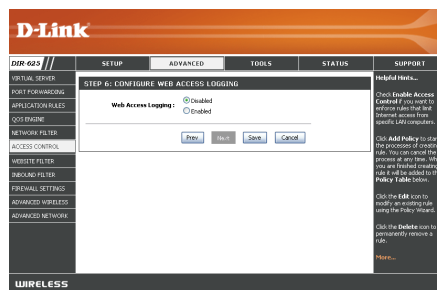 D-Link
DIR-625
SETUP
ADVANCED
TOOLS
STATUS
SUPPORT
VIRTUAL SERVER
PORT FORWARDING
APPLICATION RULES
QOS ENGINE
NETWORK FILTER
ACCESS CONTROL
WEBSITE FILTER
INBOUND FILTER
FIREWALL SETTINGS
ADVANCED WIRELESS
ADVANCED NETWORK
STEP 6: CONFIGURE WEB ACCESS LOGGING
Web Access Logging :
Disabled
Enabled
Prev
Next
Save
Cancel
Helpful Hints...
Check Enable Access
Control if you want to
enforce rules that limit
Internet access from
specific LAN computers.
Click Add Policy to star
the processes of creatin
rule. You can cancel the
process at any time. Wh
you are finished creating
rule it will be added to th
Policy Table below.
Click the Edit icon to
modify an existing rule
using the Policy Wizard.
Click the Delete icon to
permanently remove a
rule.
More...
WIRELESS